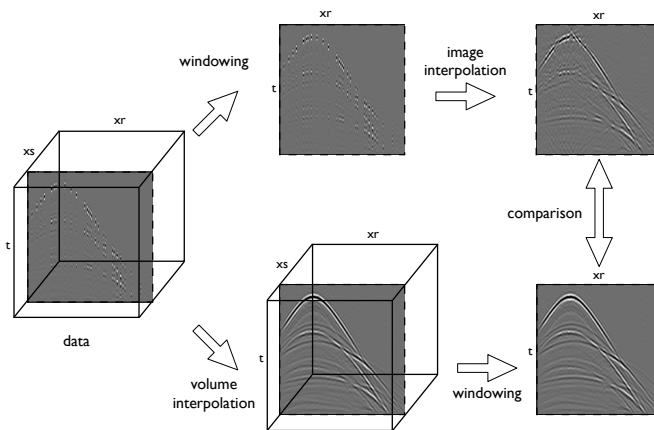 xr
windowing
t
image
interpolation
xr
t
xr
xs
t
data
comparison
xr
xs
t
volume
interpolation
windowing
xr
t